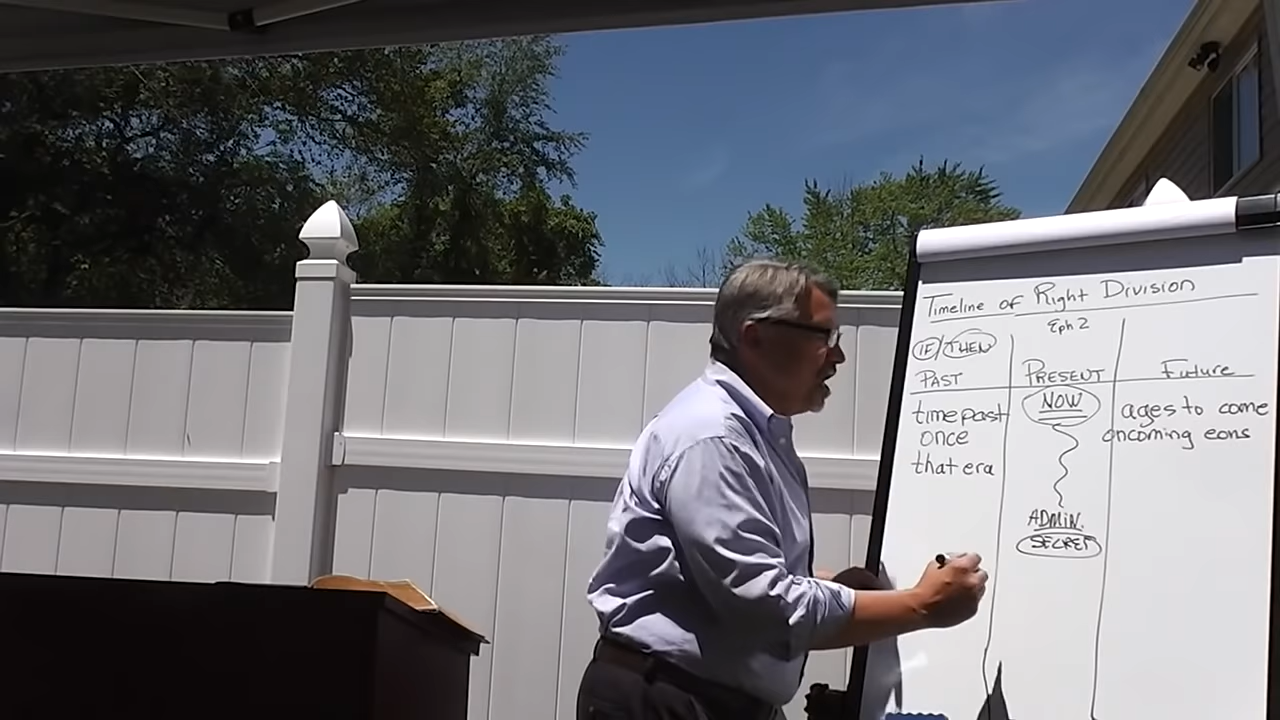 Timeline of Right Division
Eph 2
IF/THEN
PAST
PRESENT
Future
time past
once
that era
NOW
ADMIN.
SECRET
ages to come
oncoming eons